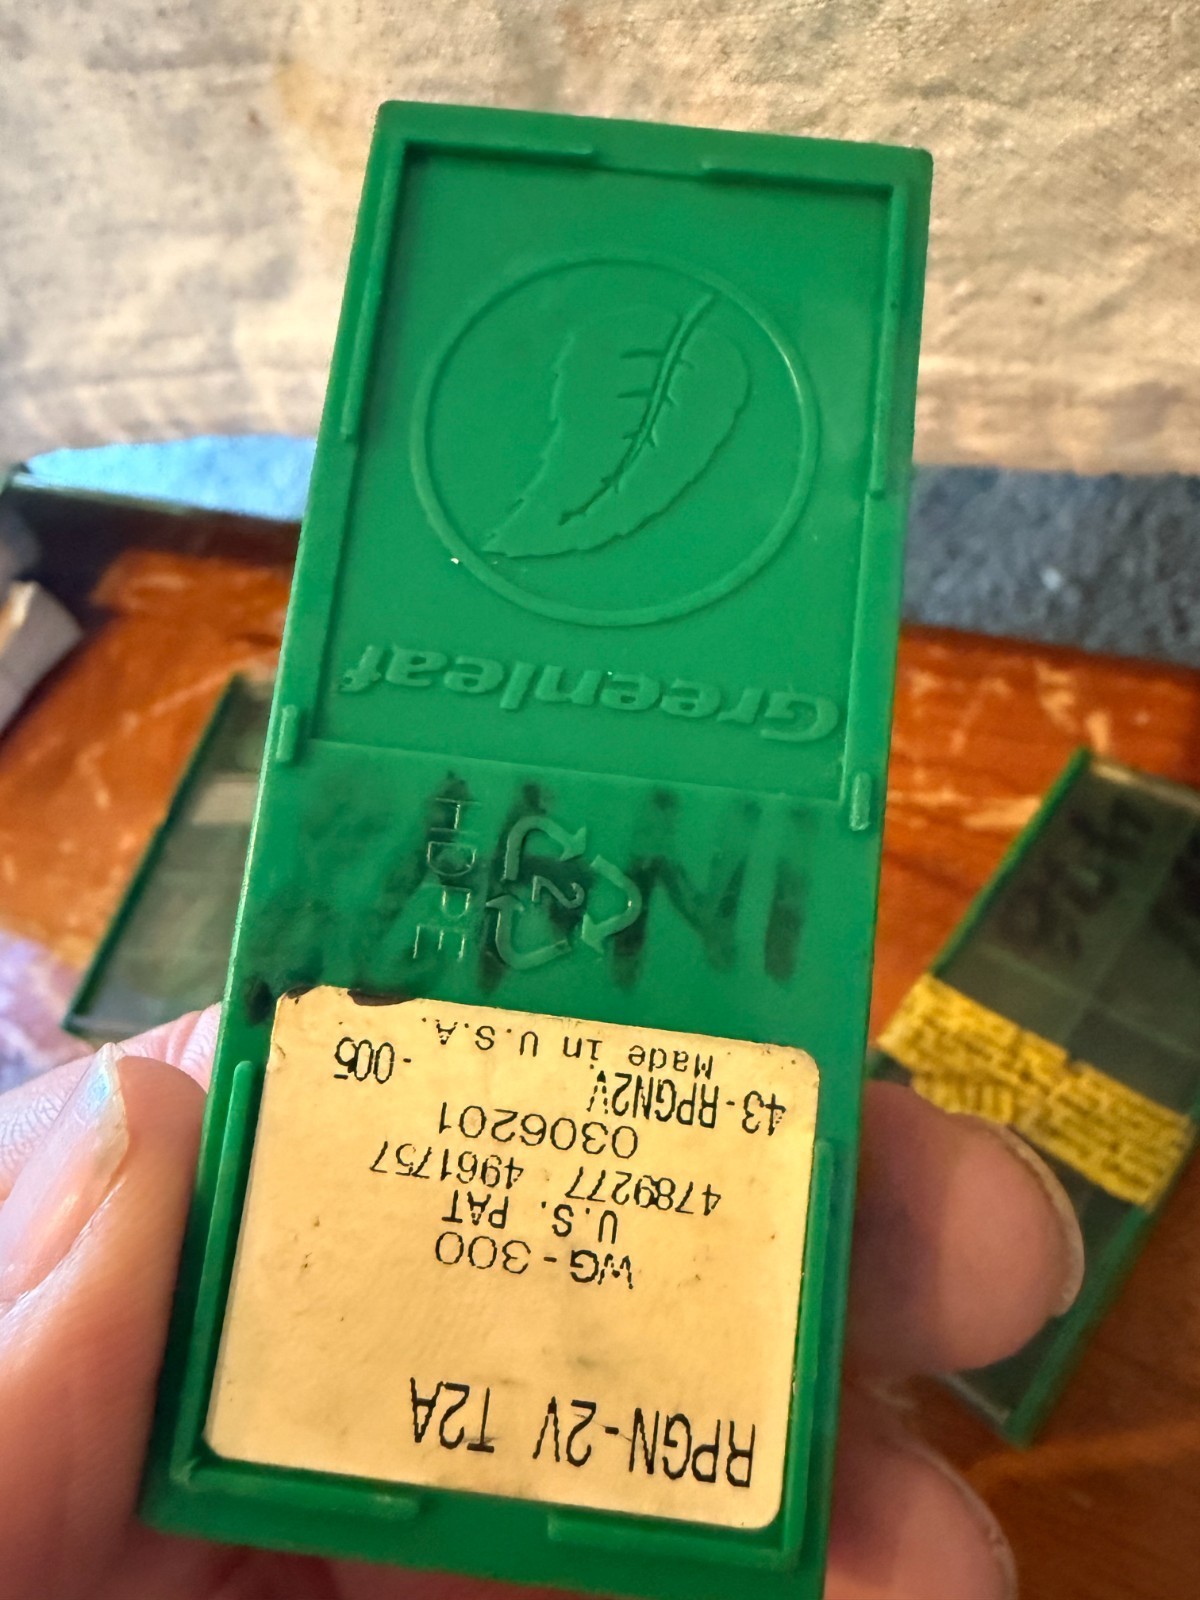 RPGN-2V T2A
WG-300
U.S. PAT
4789277 4961757
0306201
43-RPGN2V -005
Made in U.S.A.
2
HDPE
Greenleaf